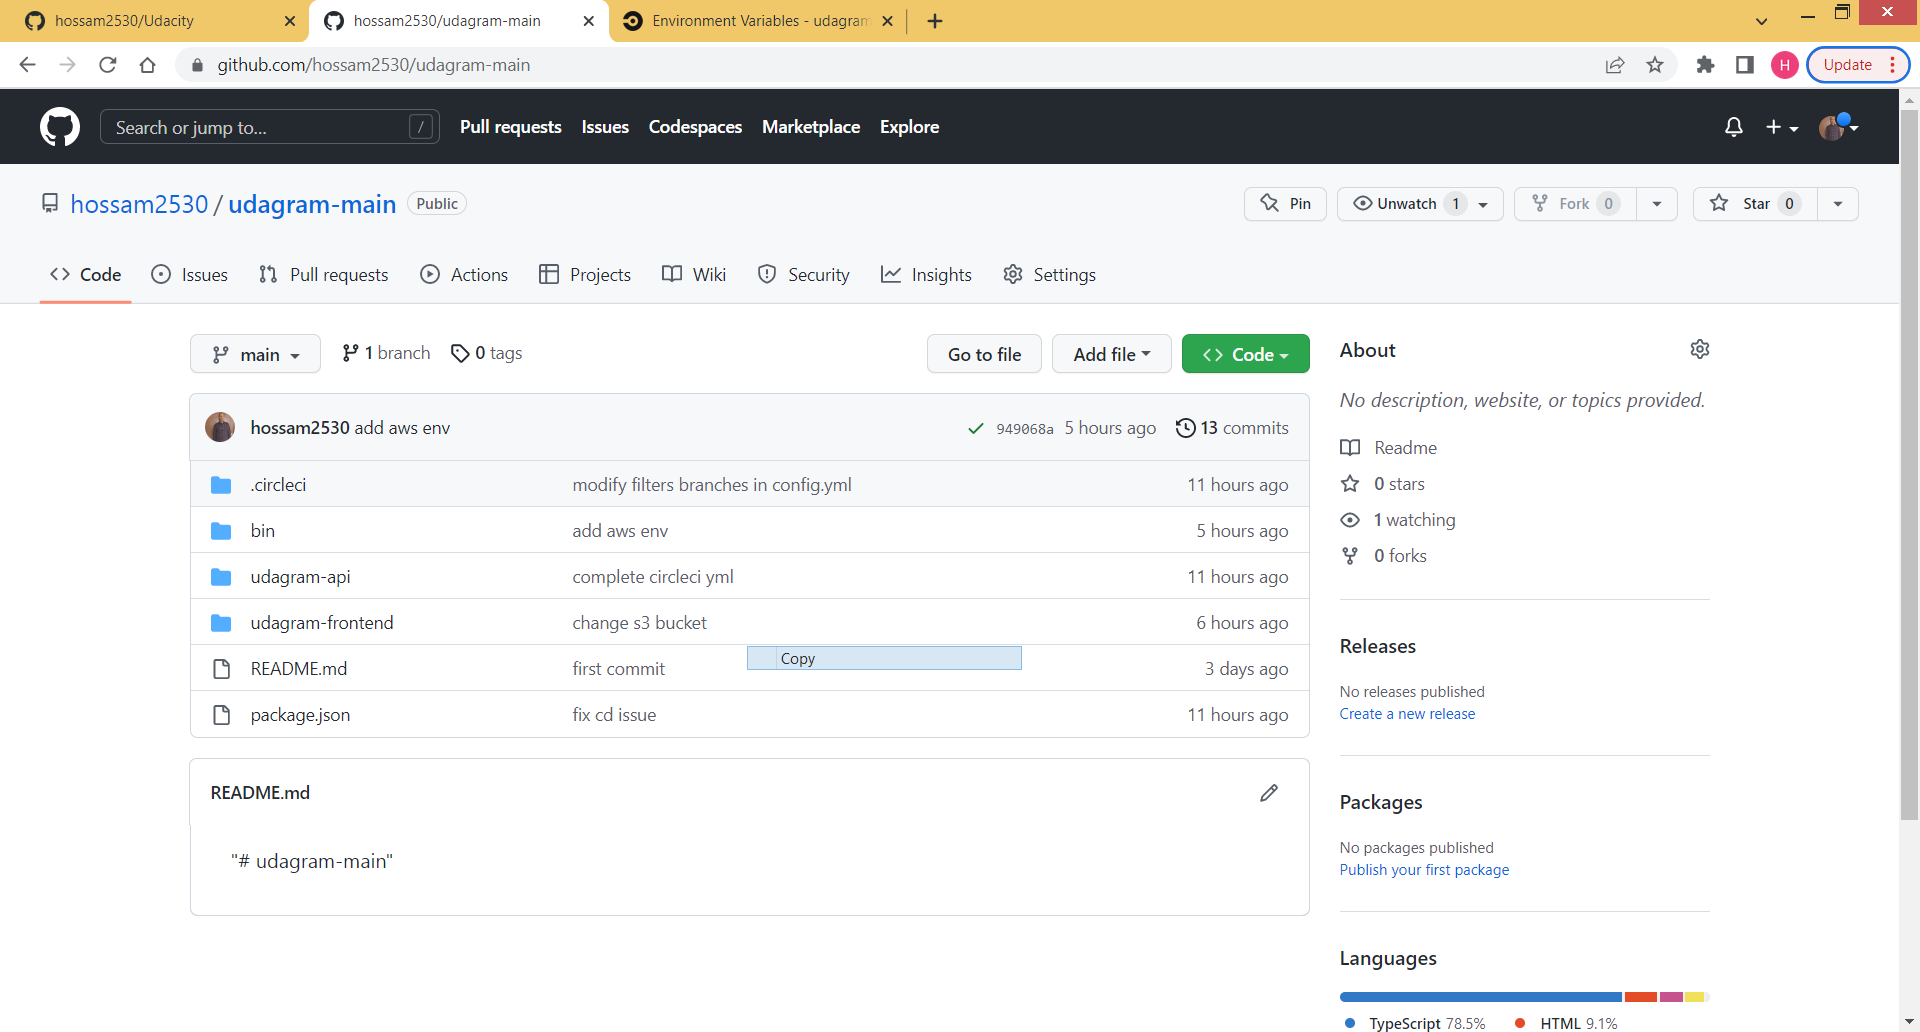 hossam2530/Udacity
hossam2530/udagram-main
Environment Variables - udagram
github.com/hossam2530/udagram-main
H
Update
Search or jump to...
/
Pull requests
Issues
Codespaces
Marketplace
Explore
hossam2530 / udagram-main
Public
Pin
Unwatch 1
Fork 0
Star 0
Code
Issues
Pull requests
Actions
Projects
Wiki
Security
Insights
Settings
main
1 branch
0 tags
Go to file
Add file
Code
hossam2530 add aws env
949068a 5 hours ago
13 commits
.circleci modify filters branches in config.yml 11 hours ago
bin add aws env 5 hours ago
udagram-api complete circleci yml 11 hours ago
udagram-frontend change s3 bucket 6 hours ago
Copy
README.md first commit 3 days ago
package.json fix cd issue 11 hours ago
README.md
"# udagram-main"
About
No description, website, or topics provided.
Readme
0 stars
1 watching
0 forks
Releases
No releases published
Create a new release
Packages
No packages published
Publish your first package
Languages
TypeScript 78.5%
HTML 9.1%